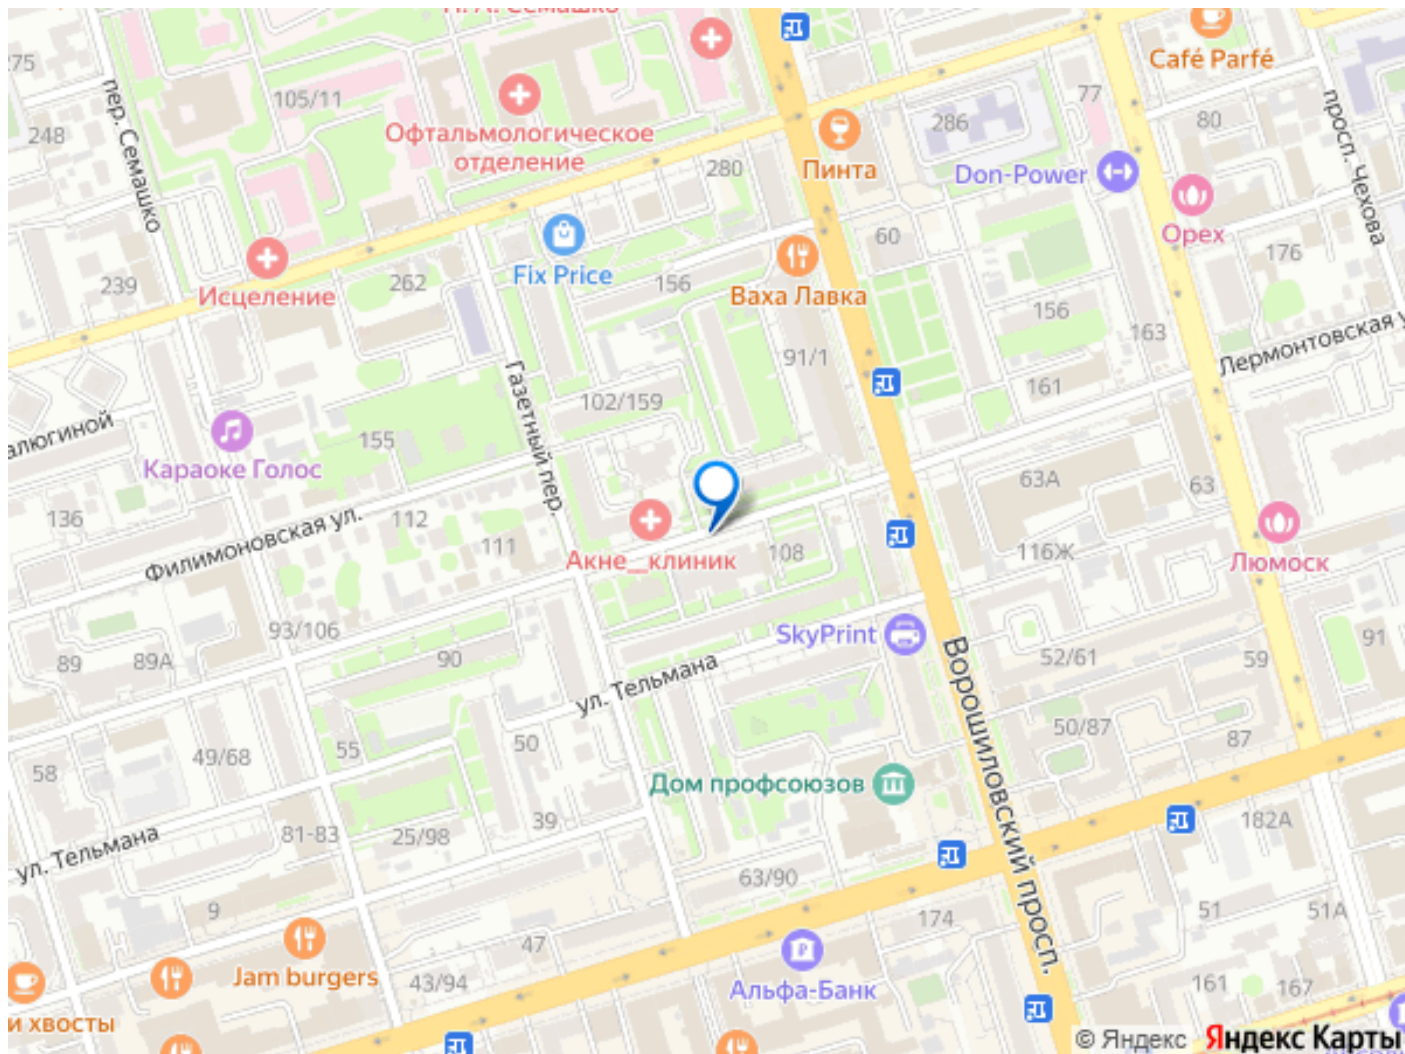 Н. А. Семашко
Café Parfé
275
пер. Семашко
105/11
77
просп. Чехова
248
Офтальмологическое
отделение
286
80
280
Пинта
Don-Power
Орех
60
176
239
Исцеление
262
Fix Price
156
Ваха Лавка
156
163
Лермонтовская у
91/1
161
Газетный пер.
102/159
алюгиной
155
Караоке Голос
63А
63
136
Филимоновская ул.
112
111
Акне__клиник
108
116Ж
Люмоск
93/106
SkyPrint
89
89А
90
ул. Тельмана
52/61
59
91
Ворошиловский просп.
50/87
87
58
49/68
55
50
Дом профсоюзов
ул. Тельмана
81-83
25/98
39
182А
63/90
9
174
51
51А
Jam burgers
47
43/94
Альфа-Банк
161
167
и хвосты
© Яндекс Яндекс Карты